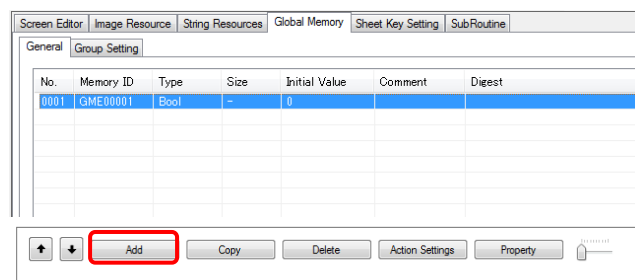 Screen Editor Image Resource String Resources Global Memory Sheet Key Setting SubRoutine
General Group Setting
No. Memory ID Type Size Initial Value Comment Digest
0001 GME00001 Bool - 0
Add Copy Delete Action Settings Property